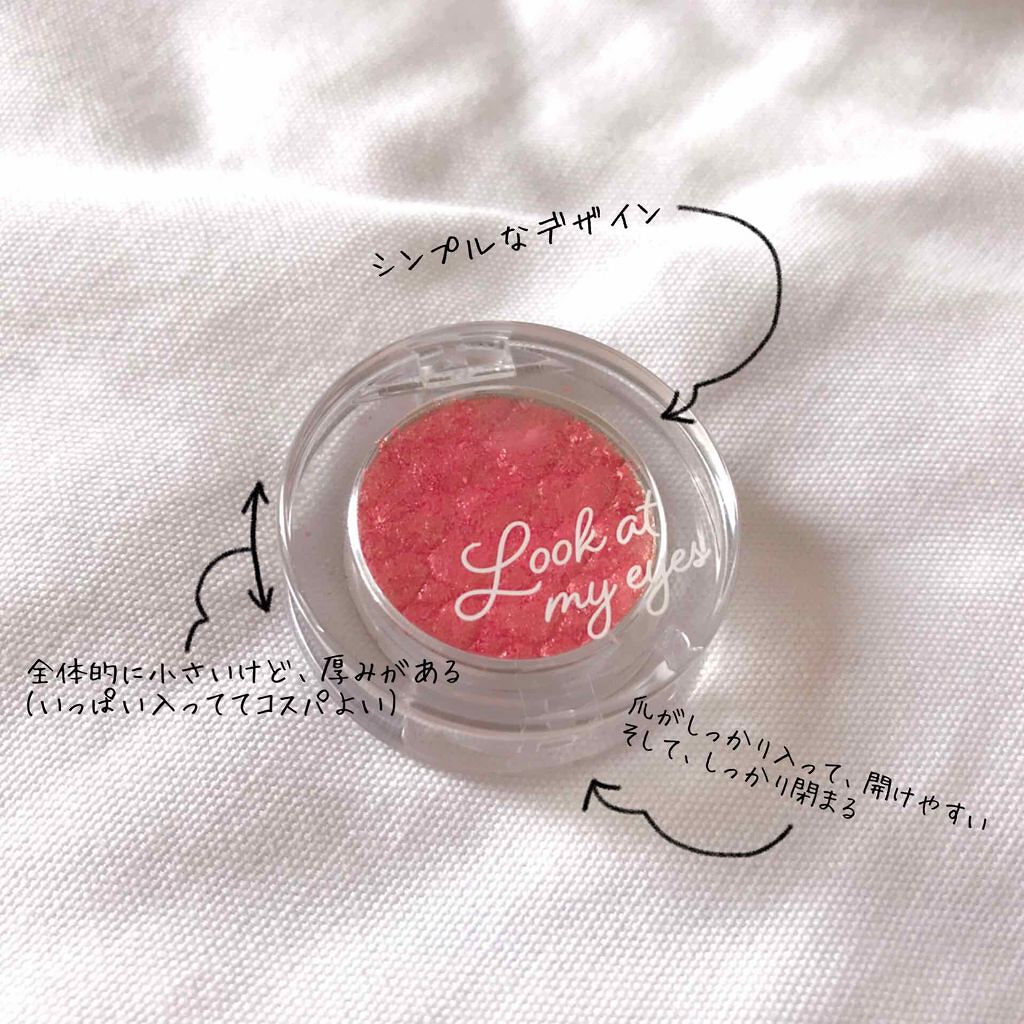 シンプルなデザイン
Look at
my eyes
全体的に小さいけど、厚みがある
(いっぱい入っててコスパよい)
爪がしっかり入って、開けやすい
そして、しっかり閉まる